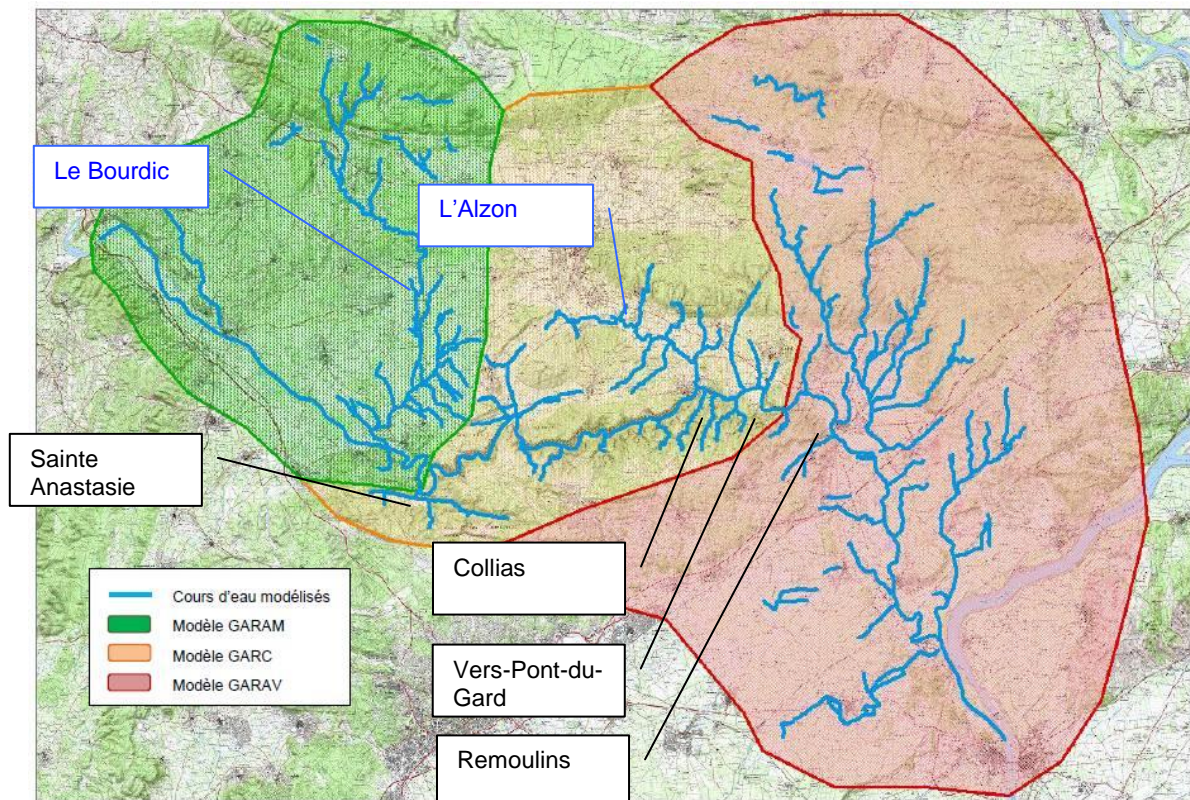 Le Bourdic
L'Alzon
Sainte
Anastasie
Collias
Vers-Pont-du-
Gard
Remoulins
Cours d'eau modélisés
Modèle GARAM
Modèle GARC
Modèle GARAV